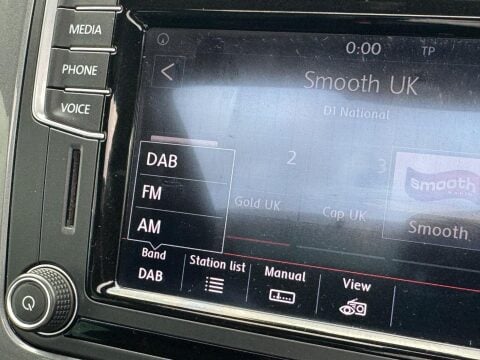 MEDIA
PHONE
VOICE
0:00 TP
Smooth UK
D1 National
DAB
FM
AM
2
3
Gold UK
Cap UK
smooth
RADIO
Smooth
Band
DAB
Station list
Manual
View